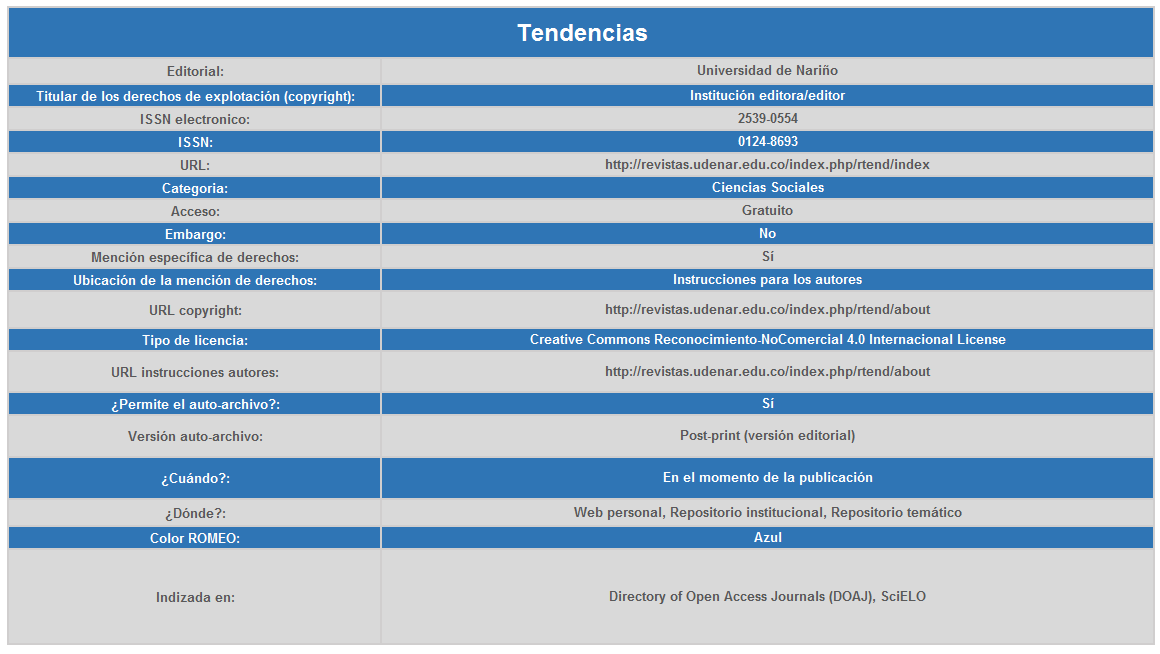 Tendencias
Editorial: Universidad de Nariño
Titular de los derechos de explotación (copyright): Institución editora/editor
ISSN electronico: 2539-0554
ISSN: 0124-8693
URL: http://revistas.udenar.edu.co/index.php/rtend/index
Categoria: Ciencias Sociales
Acceso: Gratuito
Embargo: No
Mención específica de derechos: Sí
Ubicación de la mención de derechos: Instrucciones para los autores
URL copyright: http://revistas.udenar.edu.co/index.php/rtend/about
Tipo de licencia: Creative Commons Reconocimiento-NoComercial 4.0 Internacional License
URL instrucciones autores: http://revistas.udenar.edu.co/index.php/rtend/about
¿Permite el auto-archivo?: Sí
Versión auto-archivo: Post-print (versión editorial)
¿Cuándo?: En el momento de la publicación
¿Dónde?: Web personal, Repositorio institucional, Repositorio temático
Color ROMEO: Azul
Indizada en: Directory of Open Access Journals (DOAJ), SciELO